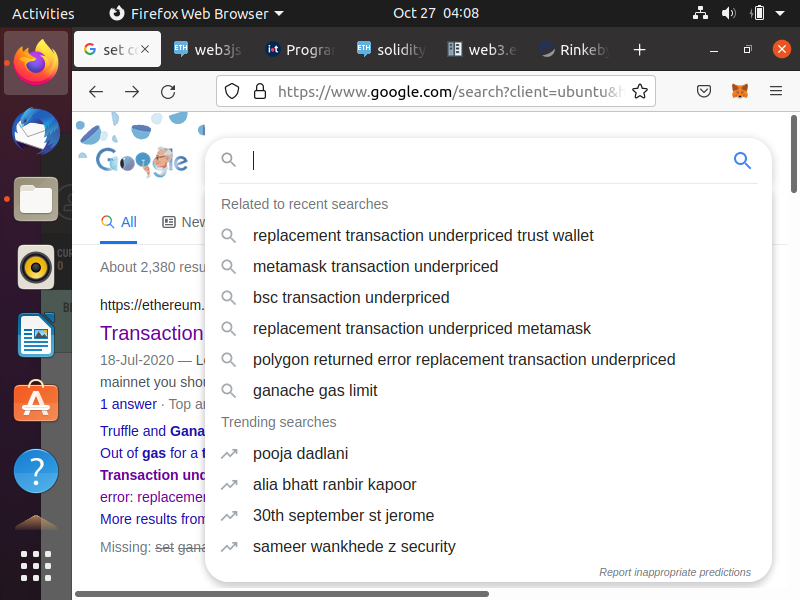 Activities
Firefox Web Browser
Oct 27 04:08
set c
web3js
Progra
solidity
web3.e
Rinkeby
https://www.google.com/search?client=ubuntu&
Google
All
New
About 2,380 resu
https://ethereum.
Transaction
18-Jul-2020 — L
mainnet you shou
1 answer · Top a
Truffle and Gana
Out of gas for a t
Transaction und
error: replacemen
More results from
Missing: set gana
Related to recent searches
replacement transaction underpriced trust wallet
metamask transaction underpriced
bsc transaction underpriced
replacement transaction underpriced metamask
polygon returned error replacement transaction underpriced
ganache gas limit
Trending searches
pooja dadlani
alia bhatt ranbir kapoor
30th september st jerome
sameer wankhede z security
Report inappropriate predictions